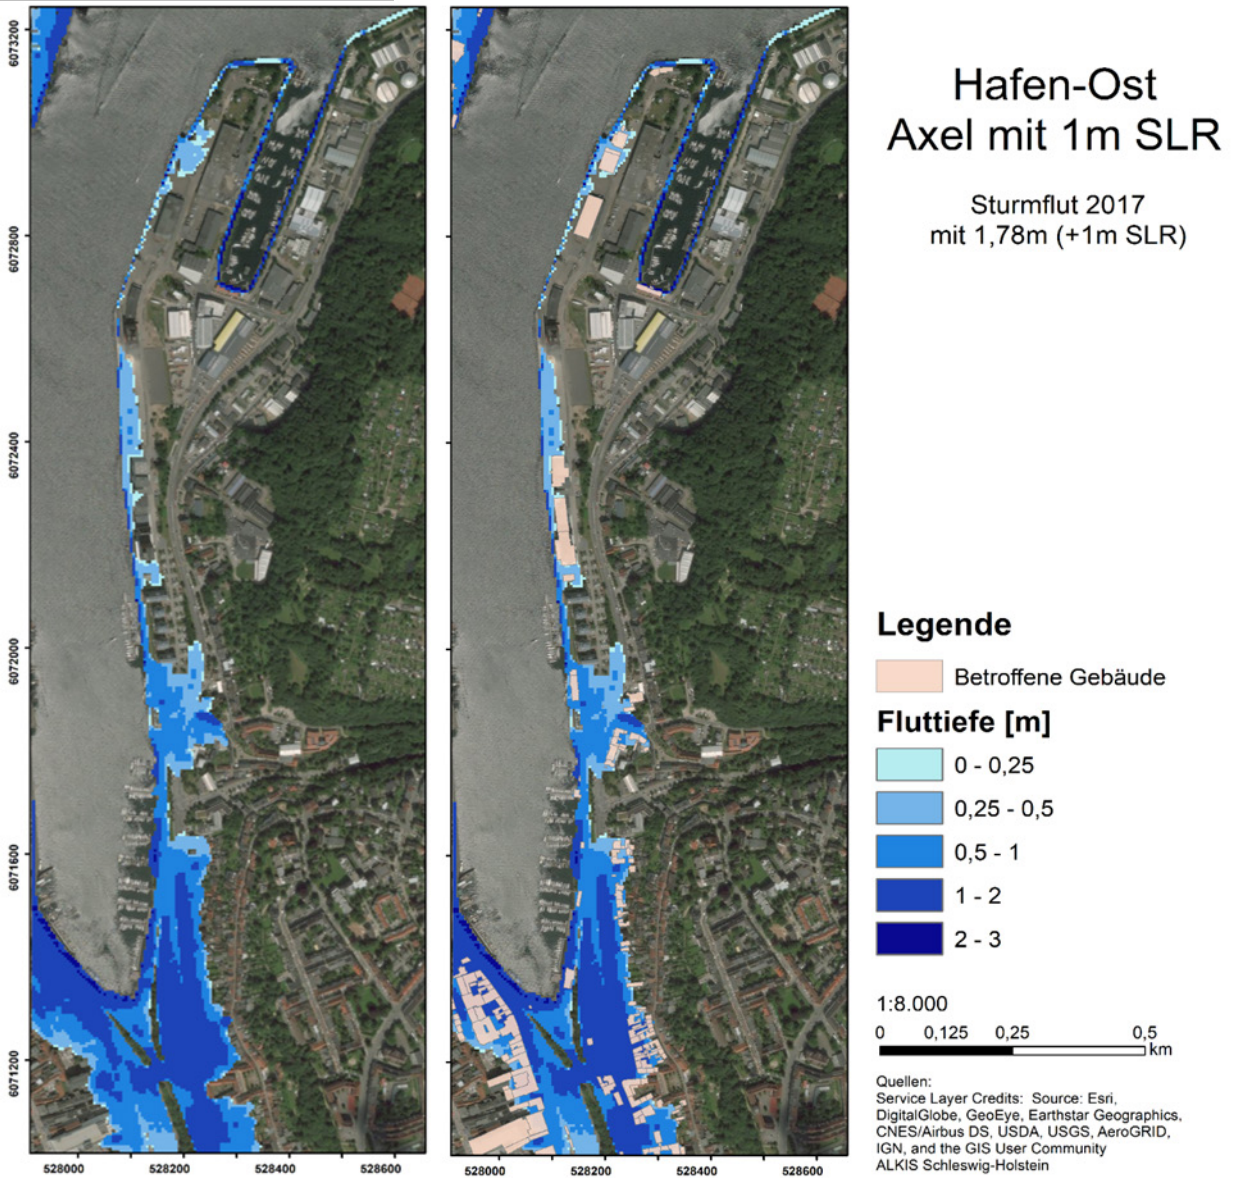 Hafen-Ost
Axel mit 1m SLR
Sturmflut 2017
mit 1,78m (+1m SLR)
6073200
6072800
6072400
6072000
6071600
6071200
528000
528200
528400
528600
528000
528200
528400
528600
Legende
Betroffene Gebäude
Fluttiefe [m]
0 - 0,25
0,25 - 0,5
0,5 - 1
1 - 2
2 - 3
1:8.000
0 0,125 0,25 0,5
km
Quellen:
Service Layer Credits: Source: Esri,
DigitalGlobe, GeoEye, Earthstar Geographics,
CNES/Airbus DS, USDA, USGS, AeroGRID,
IGN, and the GIS User Community
ALKIS Schleswig-Holstein